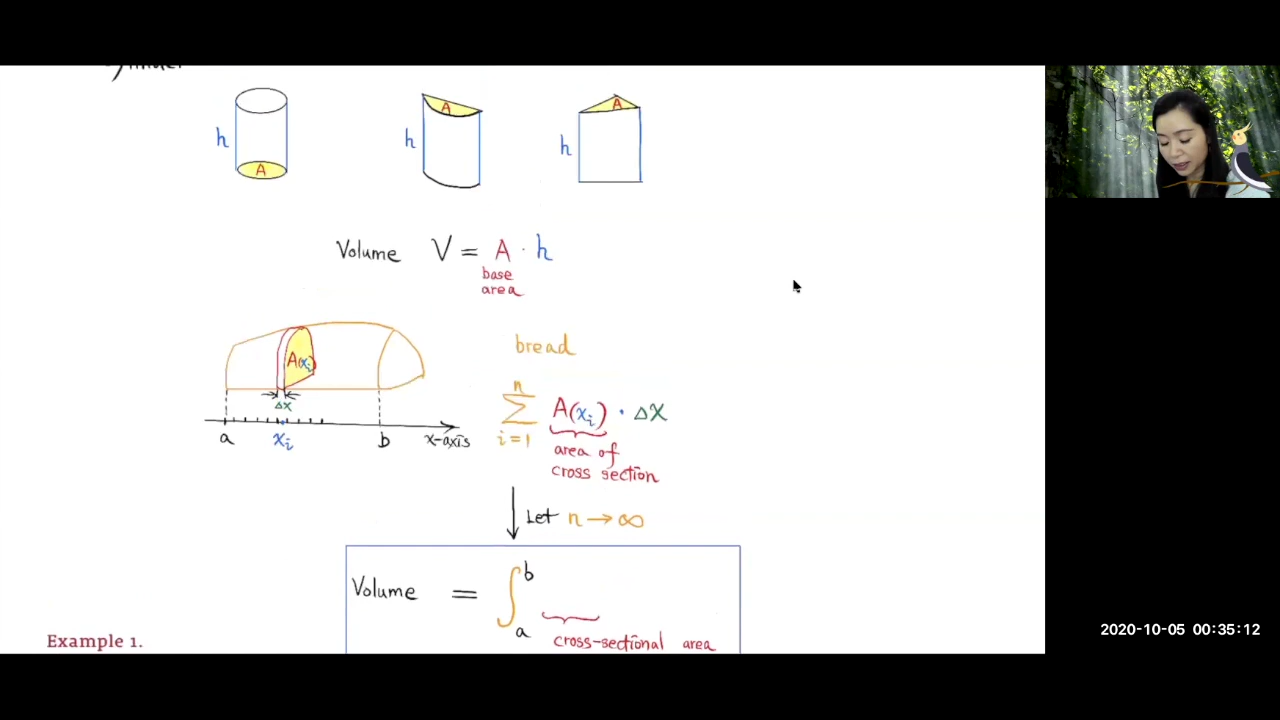 h
A
h
A
h
A
Volume V = A · h
base
area
bread
A(xi)
Δx
a
xi
b
x-axis
n
∑ A(xi) · Δx
i=1
area of
cross section
Let n → ∞
Volume = ∫
b
a
cross-sectional area
Example 1.
2020-10-05 00:35:12